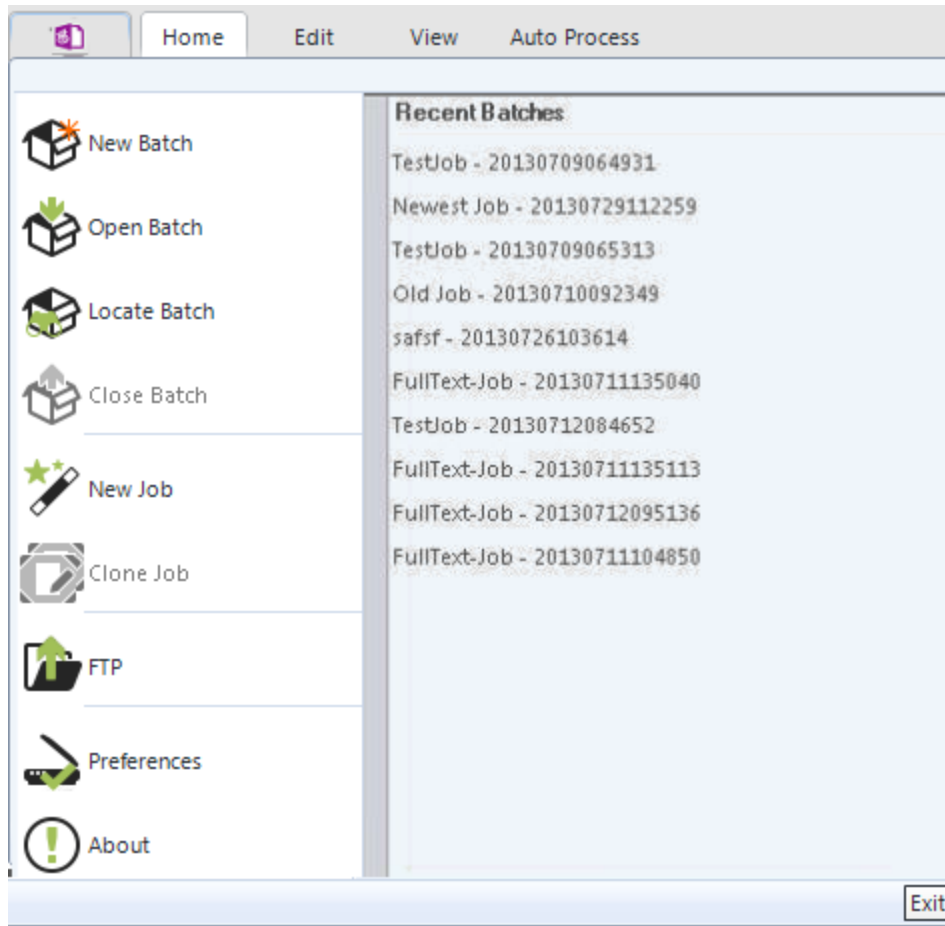 Home Edit View Auto Process
New Batch
Open Batch
Locate Batch
Close Batch
New Job
Clone Job
FTP
Preferences
About
Recent Batches
TestJob - 20130709064931
Newest Job - 20130729112259
TestJob - 20130709065313
Old Job - 20130710092349
safsf - 20130726103614
FullText-Job - 20130711135040
TestJob - 20130712084652
FullText-Job - 20130711135113
FullText-Job - 20130712095136
FullText-Job - 20130711104850
Exit